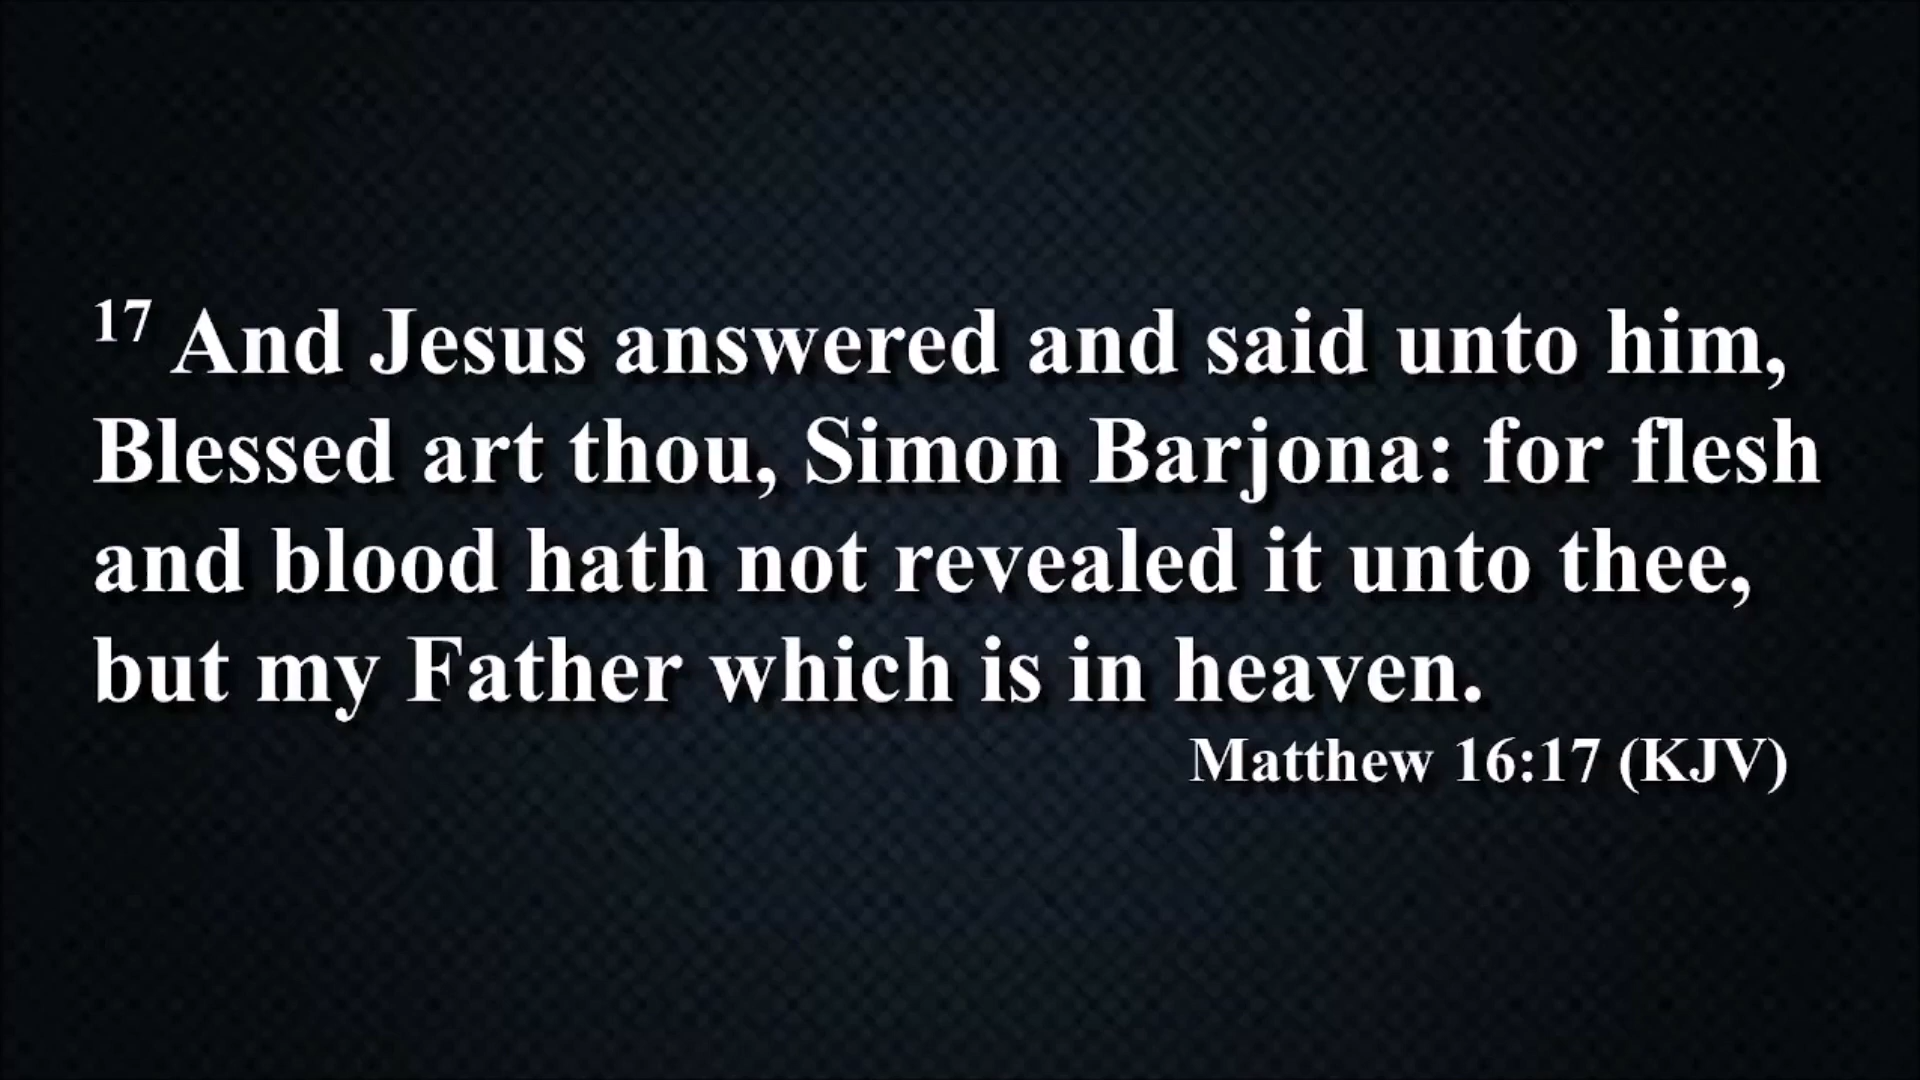 17 And Jesus answered and said unto him,
Blessed art thou, Simon Barjona: for flesh
and blood hath not revealed it unto thee,
but my Father which is in heaven.
Matthew 16:17 (KJV)